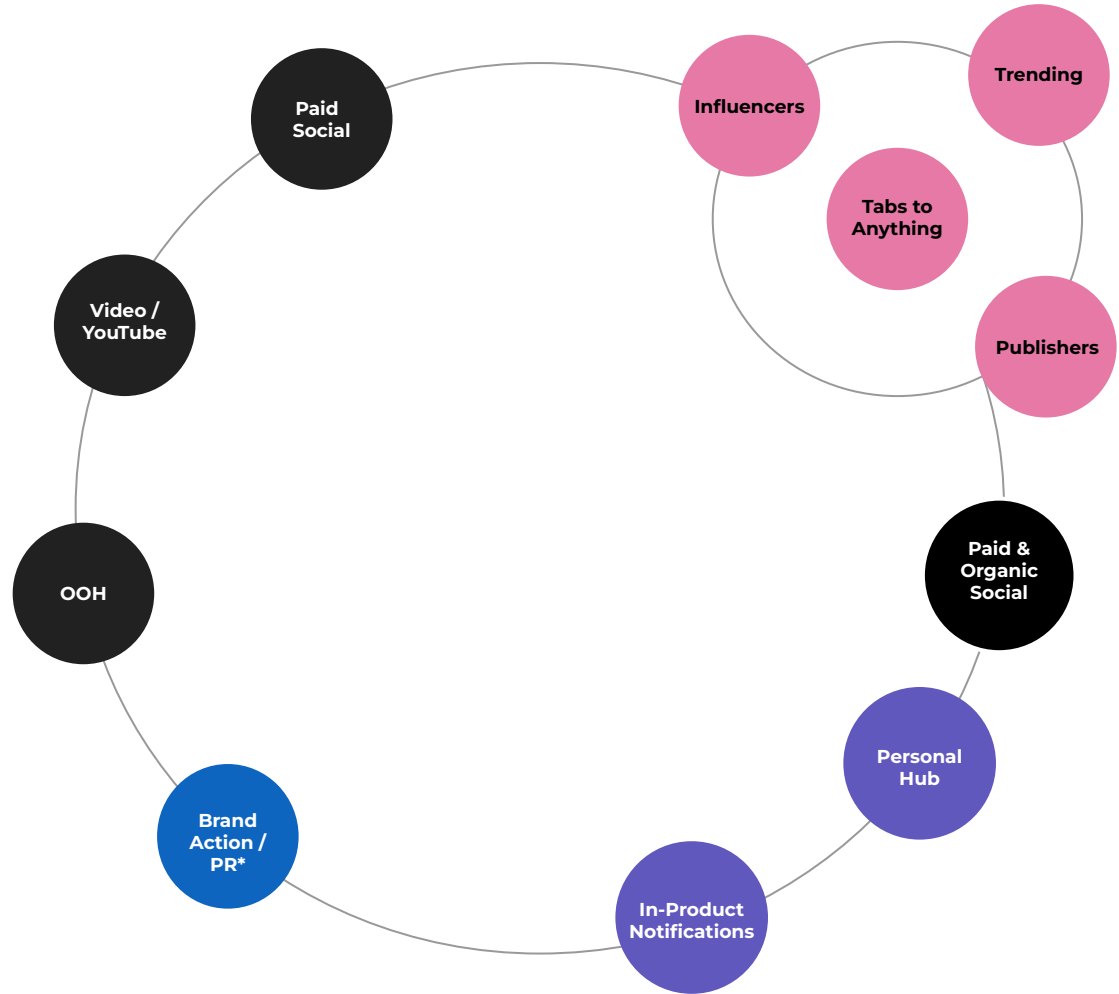 Trending
Influencers
Paid
Social
Tabs to
Anything
Video /
YouTube
Publishers
Paid &
Organic
Social
OOH
Personal
Hub
Brand
Action /
PR*
In-Product
Notifications